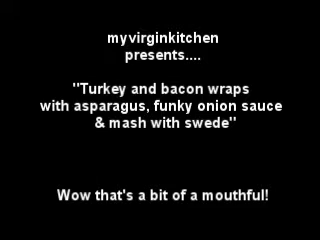 myvirginkitchen
presents....
"Turkey and bacon wraps
with asparagus, funky onion sauce
& mash with swede"
Wow that's a bit of a mouthful!